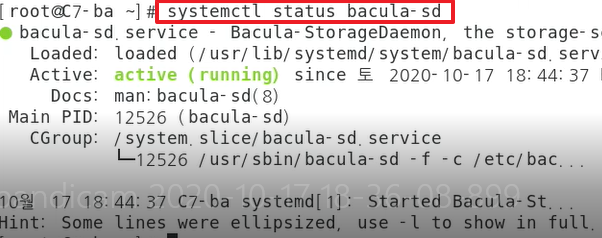 [root@C7-ba ~]# systemctl status bacula-sd
● bacula-sd.service - Bacula-StorageDaemon, the storage-s
Loaded: loaded (/usr/lib/systemd/system/bacula-sd.serv
Active: active (running) since 토 2020-10-17 18:44:37
Docs: man:bacula-sd(8)
Main PID: 12526 (bacula-sd)
CGroup: /system.slice/bacula-sd.service
└─12526 /usr/sbin/bacula-sd -f -c /etc/bac...
2020-10-17 18-26-08-899
10월 17 18:44:37 C7-ba systemd[1]: Started Bacula-St...
Hint: Some lines were ellipsized, use -l to show in full.